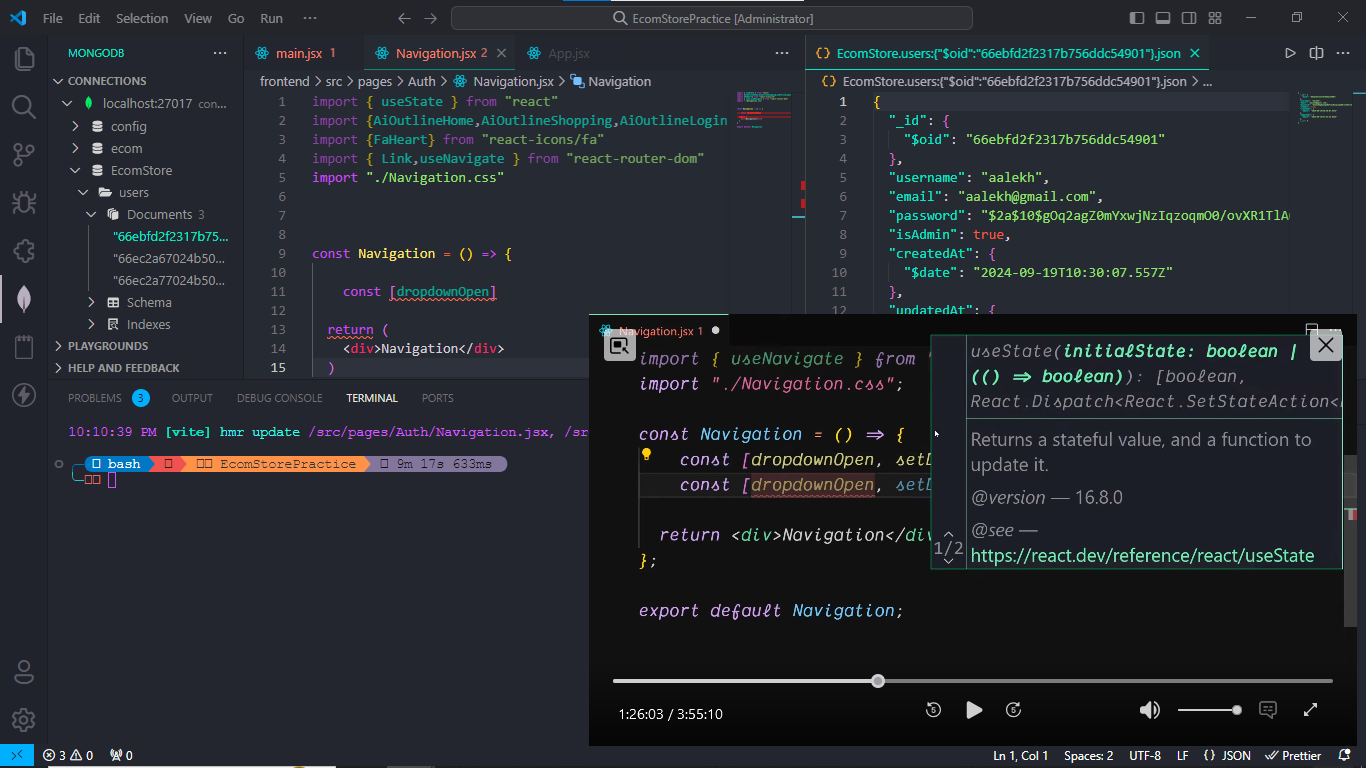 File Edit Selection View Go Run ···
EcomStorePractice [Administrator]
MONGODB
CONNECTIONS
localhost:27017 con...
config
ecom
EcomStore
users
Documents 3
"66ebfd2f2317b75...
"66ec2a67024b50...
"66ec2a77024b50...
Schema
Indexes
PLAYGROUNDS
HELP AND FEEDBACK
main.jsx 1
Navigation.jsx 2
App.jsx
frontend > src > pages > Auth > Navigation.jsx > Navigation
1 import { useState } from "react"
2 import {AiOutlineHome,AiOutlineShopping,AiOutlineLogin
3 import {FaHeart} from "react-icons/fa"
4 import { Link,useNavigate } from "react-router-dom"
5 import "./Navigation.css"
6
7
8
9 const Navigation = () => {
10
11 const [dropdownOpen]
12
13 return (
14 <div>Navigation</div>
15 )
EcomStore.users:{"$oid":"66ebfd2f2317b756ddc54901"}.json
{} EcomStore.users:{"$oid":"66ebfd2f2317b756ddc54901"}.json > ...
1 {
2 "_id": {
3 "$oid": "66ebfd2f2317b756ddc54901"
4 },
5 "username": "aalekh",
6 "email": "aalekh@gmail.com",
7 "password": "$2a$10$gOq2agZ0mYxwjNzIqzoqmO0/ovXR1TlA
8 "isAdmin": true,
9 "createdAt": {
10 "$date": "2024-09-19T10:30:07.557Z"
11 },
12 "updatedAt": {
PROBLEMS 3 OUTPUT DEBUG CONSOLE TERMINAL PORTS
10:10:39 PM [vite] hmr update /src/pages/Auth/Navigation.jsx, /sr
bash EcomStorePractice 9m 17s 633ms
Navigation.jsx 1
import { useNavigate } from
import "./Navigation.css";
const Navigation = () => {
const [dropdownOpen, setD
const [dropdownOpen, setD
return <div>Navigation</div
};
export default Navigation;
useState(initialState: boolean |
(() => boolean)): [boolean,
React.Dispatch<React.SetStateAction<
Returns a stateful value, and a function to
update it.
@version — 16.8.0
@see —
1/2
https://react.dev/reference/react/useState
1:26:03 / 3:55:10
5
5
3 0 0
Ln 1, Col 1 Spaces: 2 UTF-8 LF {} JSON Prettier